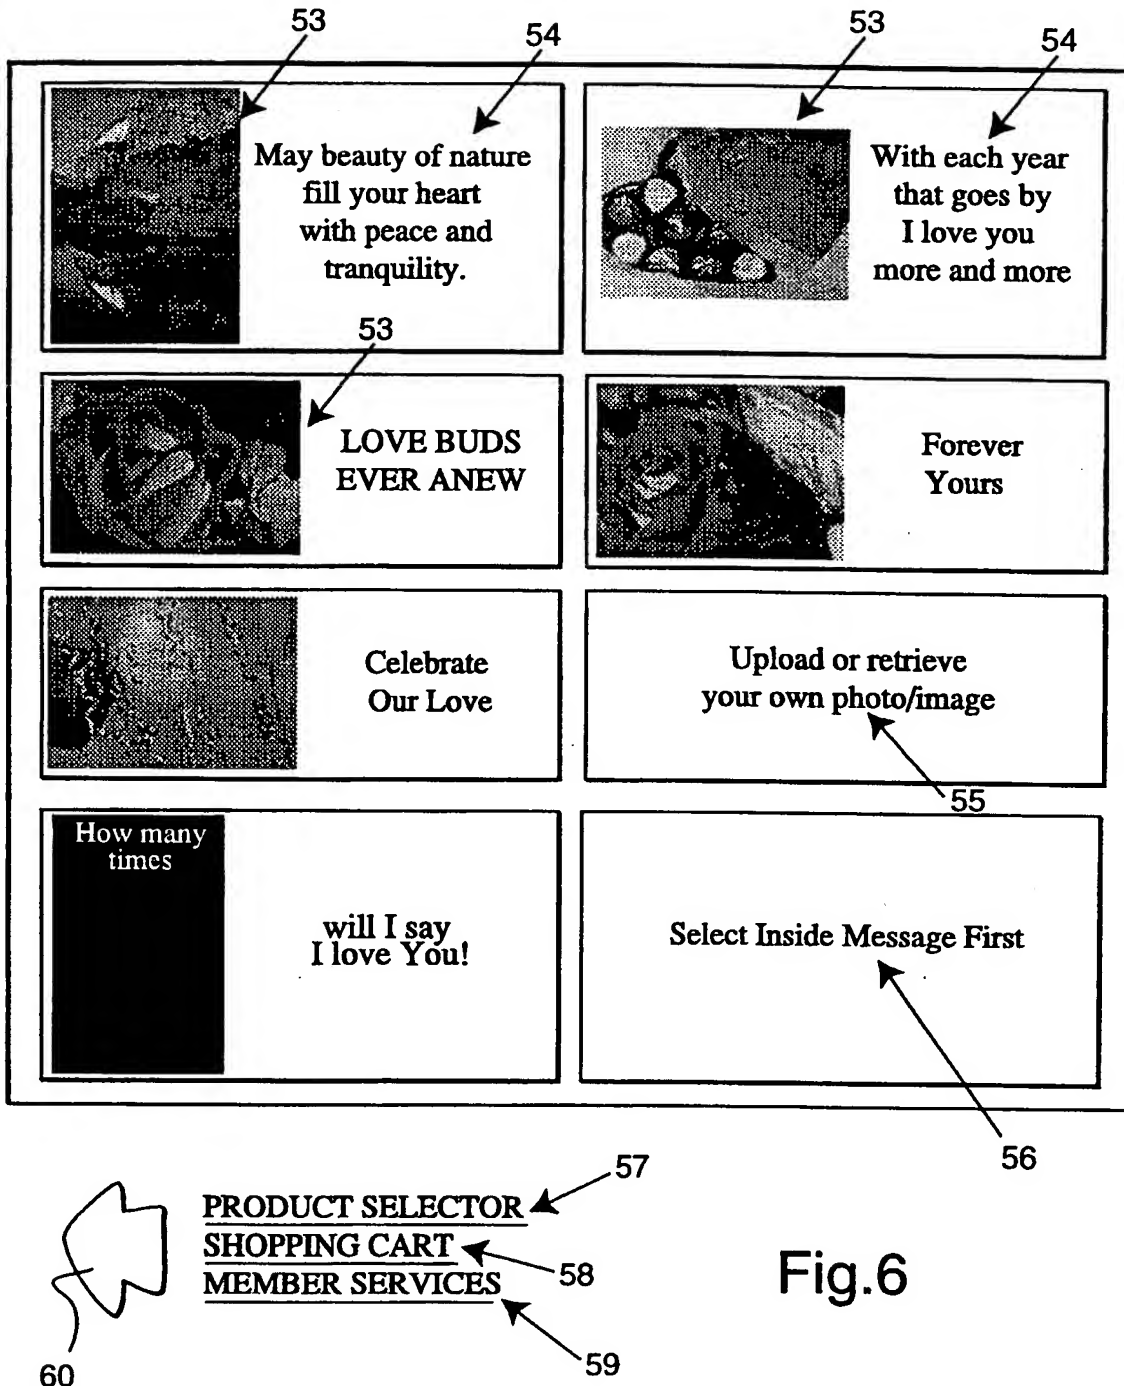 53
54
53
54
May beauty of nature
fill your heart
with peace and
tranquility.
With each year
that goes by
I love you
more and more
53
LOVE BUDS
EVER ANEW
Forever
Yours
Celebrate
Our Love
Upload or retrieve
your own photo/image
55
How many
times
will I say
I love You!
Select Inside Message First
56
57
PRODUCT SELECTOR
SHOPPING CART
58
MEMBER SERVICES
59
60
Fig.6